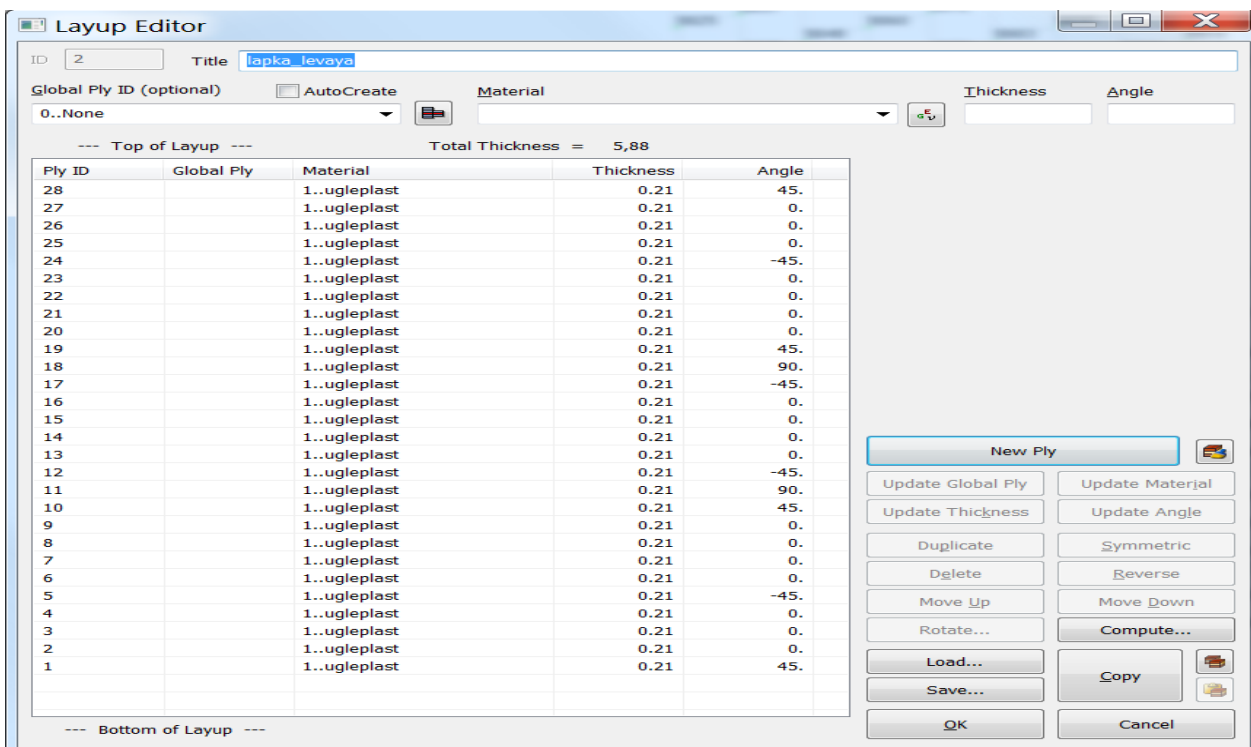 Layup Editor
ID 2 Title lapka_levaya
Global Ply ID (optional) AutoCreate Material Thickness Angle
0..None
--- Top of Layup --- Total Thickness = 5,88
Ply ID Global Ply Material Thickness Angle
28 1..ugleplast 0.21 45.
27 1..ugleplast 0.21 0.
26 1..ugleplast 0.21 0.
25 1..ugleplast 0.21 0.
24 1..ugleplast 0.21 -45.
23 1..ugleplast 0.21 0.
22 1..ugleplast 0.21 0.
21 1..ugleplast 0.21 0.
20 1..ugleplast 0.21 0.
19 1..ugleplast 0.21 45.
18 1..ugleplast 0.21 90.
17 1..ugleplast 0.21 -45.
16 1..ugleplast 0.21 0.
15 1..ugleplast 0.21 0.
14 1..ugleplast 0.21 0.
13 1..ugleplast 0.21 0.
12 1..ugleplast 0.21 -45.
11 1..ugleplast 0.21 90.
10 1..ugleplast 0.21 45.
9 1..ugleplast 0.21 0.
8 1..ugleplast 0.21 0.
7 1..ugleplast 0.21 0.
6 1..ugleplast 0.21 0.
5 1..ugleplast 0.21 -45.
4 1..ugleplast 0.21 0.
3 1..ugleplast 0.21 0.
2 1..ugleplast 0.21 0.
1 1..ugleplast 0.21 45.
--- Bottom of Layup ---
New Ply
Update Global Ply Update Material
Update Thickness Update Angle
Duplicate Symmetric
Delete Reverse
Move Up Move Down
Rotate... Compute...
Load... Copy
Save...
OK Cancel